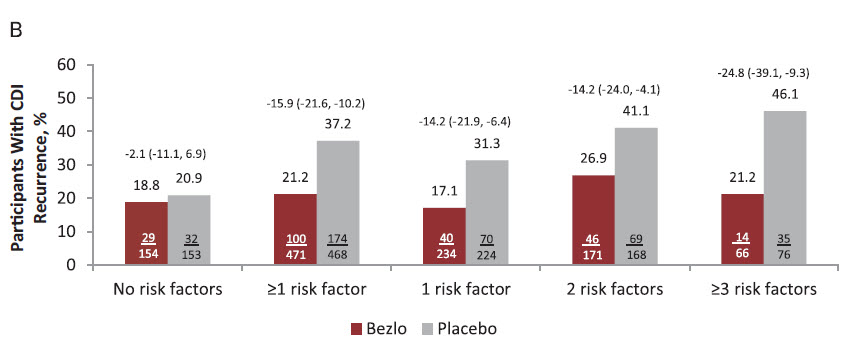 B
Participants With CDI
Recurrence, %
60
50
40
30
20
10
0
-2.1 (-11.1, 6.9)
18.8
20.9
29
154
32
153
No risk factors
-15.9 (-21.6, -10.2)
21.2
37.2
100
471
174
468
≥1 risk factor
-14.2 (-21.9, -6.4)
17.1
31.3
40
234
70
224
1 risk factor
-14.2 (-24.0, -4.1)
26.9
41.1
46
171
69
168
2 risk factors
-24.8 (-39.1, -9.3)
21.2
46.1
14
66
35
76
≥3 risk factors
Bezlo
Placebo